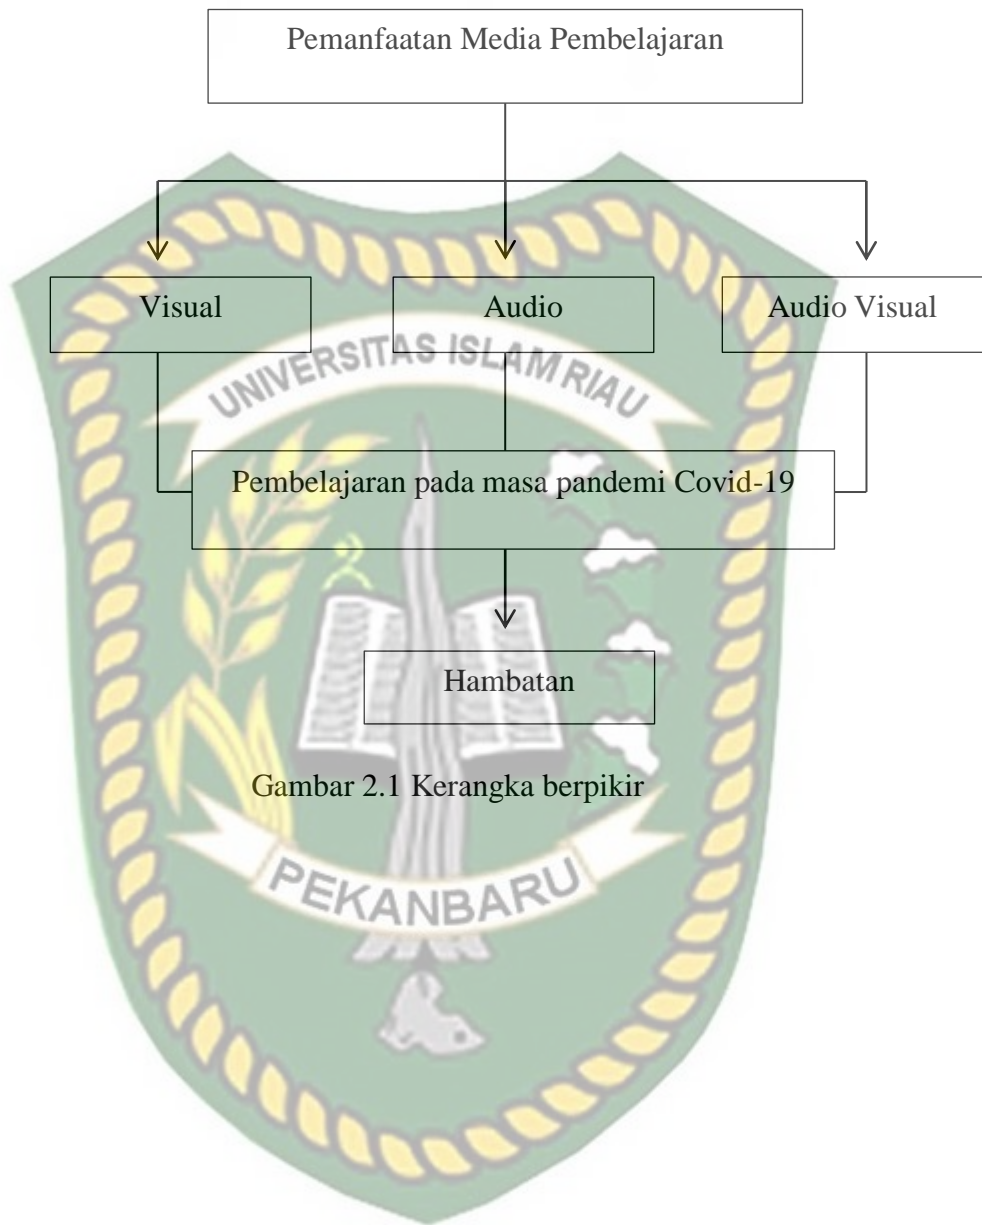 Pemanfaatan Media Pembelajaran
Visual
Audio
Audio Visual
UNIVERSITAS ISLAM RIAU
Pembelajaran pada masa pandemi Covid-19
Hambatan
Gambar 2.1 Kerangka berpikir
PEKANBARU